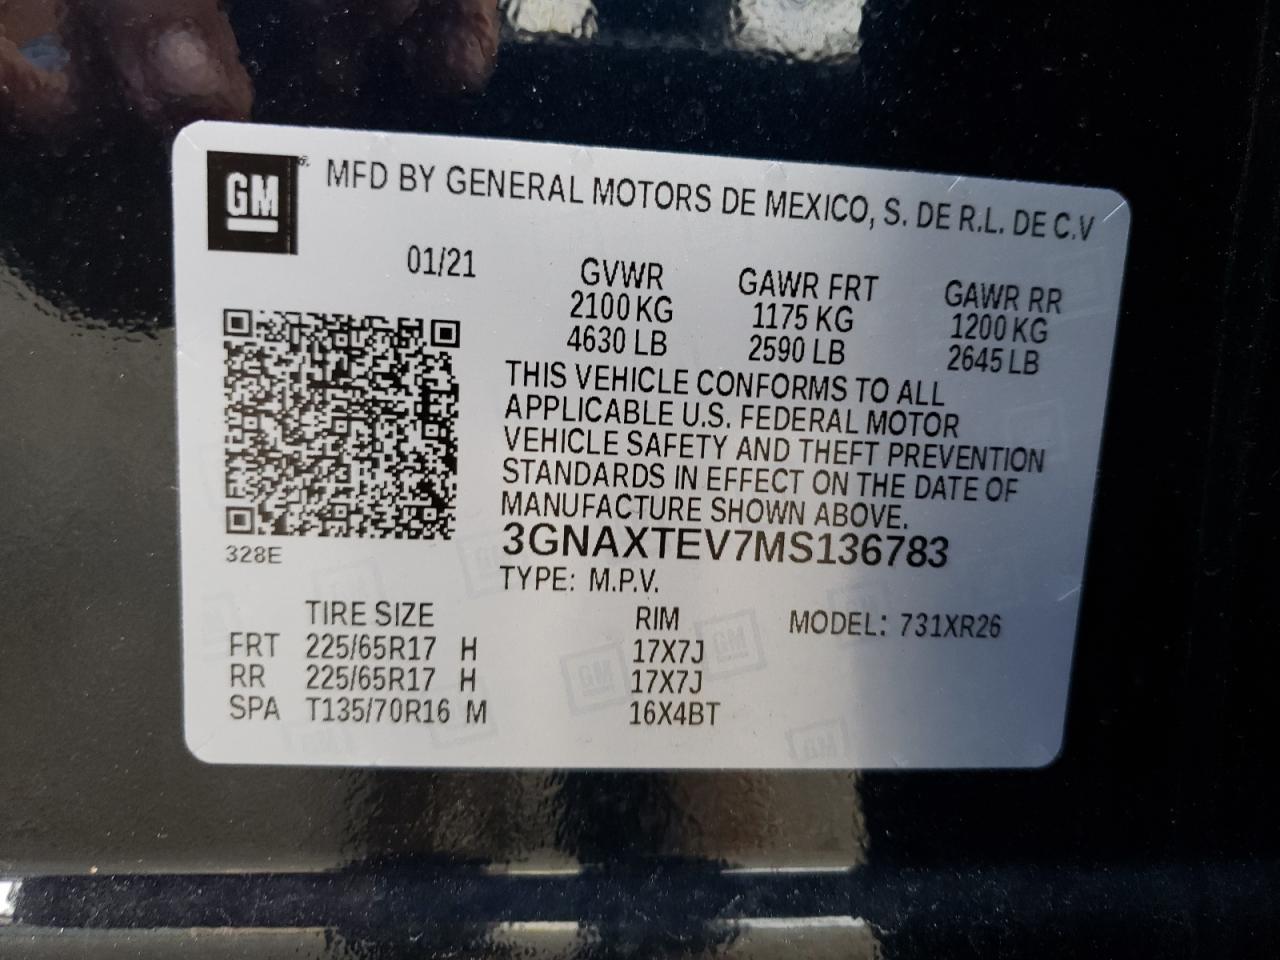 GM
MFD BY GENERAL MOTORS DE MEXICO, S. DE R.L. DE C.V
01/21
GVWR GAWR FRT GAWR RR
2100 KG 1175 KG 1200 KG
4630 LB 2590 LB 2645 LB
THIS VEHICLE CONFORMS TO ALL
APPLICABLE U.S. FEDERAL MOTOR
VEHICLE SAFETY AND THEFT PREVENTION
STANDARDS IN EFFECT ON THE DATE OF
MANUFACTURE SHOWN ABOVE.
3GNAXTEV7MS136783
328E
TYPE: M.P.V.
TIRE SIZE RIM MODEL: 731XR26
FRT 225/65R17 H 17X7J
RR 225/65R17 H 17X7J
SPA T135/70R16 M 16X4BT